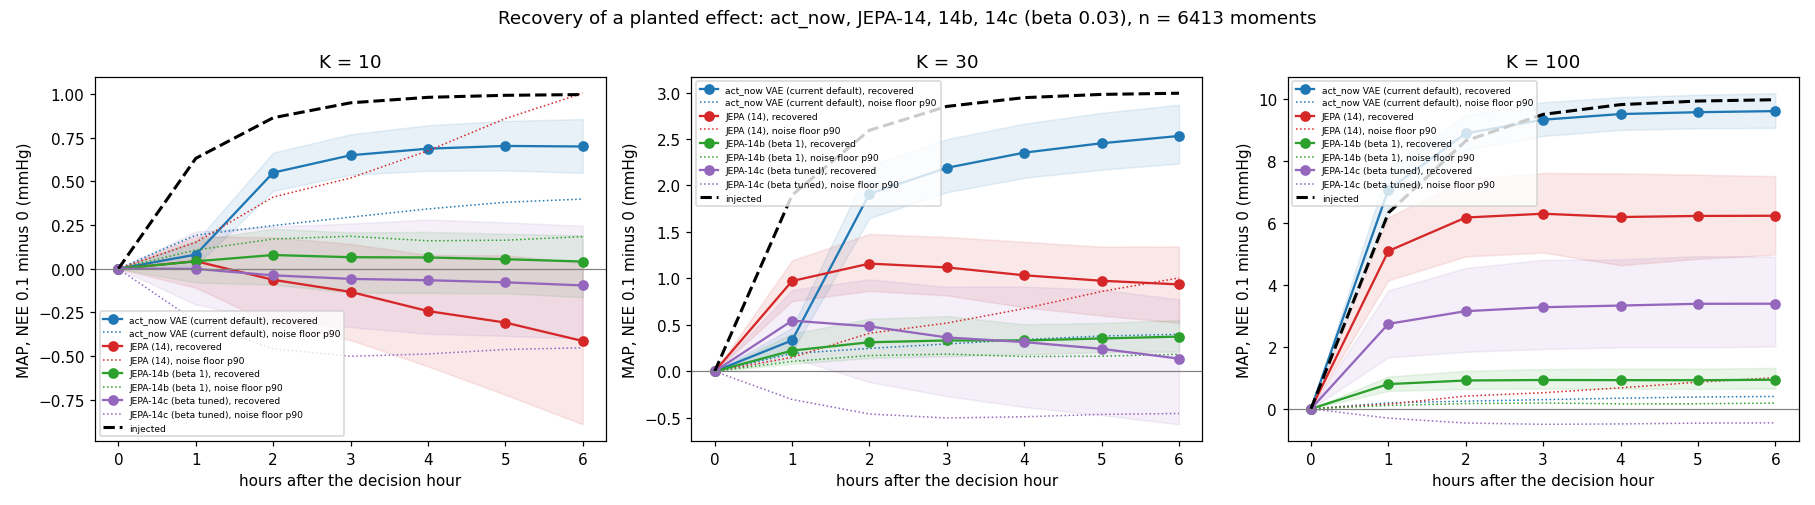 Recovery of a planted effect: act_now, JEPA-14, 14b, 14c (beta 0.03), n = 6413 moments
K = 10
MAP, NEE 0.1 minus 0 (mmHg)
1.00
0.75
0.50
0.25
0.00
−0.25
−0.50
−0.75
act_now VAE (current default), recovered
act_now VAE (current default), noise floor p90
JEPA (14), recovered
JEPA (14), noise floor p90
JEPA-14b (beta 1), recovered
JEPA-14b (beta 1), noise floor p90
JEPA-14c (beta tuned), recovered
JEPA-14c (beta tuned), noise floor p90
injected
0 1 2 3 4 5 6
hours after the decision hour
K = 30
MAP, NEE 0.1 minus 0 (mmHg)
3.0
2.5
2.0
1.5
1.0
0.5
0.0
−0.5
act_now VAE (current default), recovered
act_now VAE (current default), noise floor p90
JEPA (14), recovered
JEPA (14), noise floor p90
JEPA-14b (beta 1), recovered
JEPA-14b (beta 1), noise floor p90
JEPA-14c (beta tuned), recovered
JEPA-14c (beta tuned), noise floor p90
injected
0 1 2 3 4 5 6
hours after the decision hour
K = 100
MAP, NEE 0.1 minus 0 (mmHg)
10
8
6
4
2
0
act_now VAE (current default), recovered
act_now VAE (current default), noise floor p90
JEPA (14), recovered
JEPA (14), noise floor p90
JEPA-14b (beta 1), recovered
JEPA-14b (beta 1), noise floor p90
JEPA-14c (beta tuned), recovered
JEPA-14c (beta tuned), noise floor p90
injected
0 1 2 3 4 5 6
hours after the decision hour